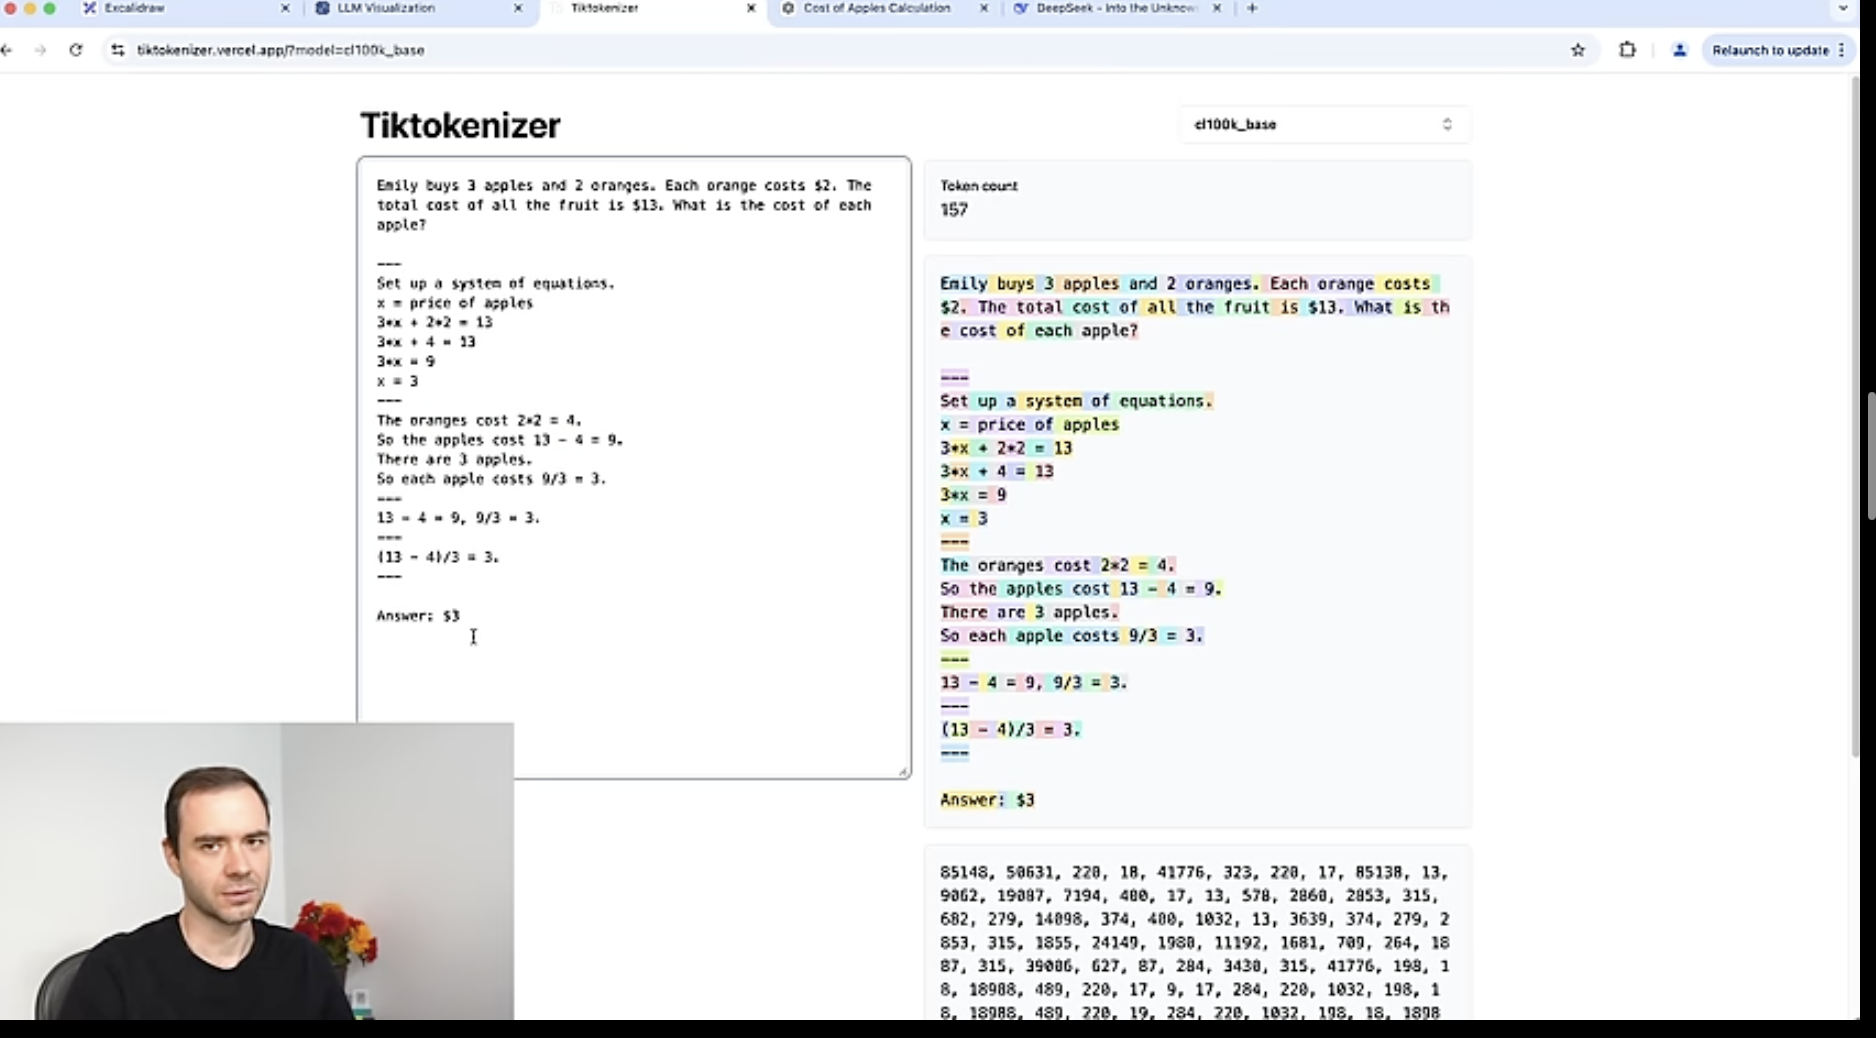 Excalidraw
LLM Visualization
Tiktokenizer
Cost of Apples Calculation
DeepSeek - Into the Unknow
tiktokenizer.vercel.app/?model=cl100k_base
Relaunch to update
Tiktokenizer
cl100k_base
Emily buys 3 apples and 2 oranges. Each orange costs $2. The
total cost of all the fruit is $13. What is the cost of each
apple?
---
Set up a system of equations.
x = price of apples
3*x + 2*2 = 13
3*x + 4 = 13
3*x = 9
x = 3
---
The oranges cost 2*2 = 4.
So the apples cost 13 - 4 = 9.
There are 3 apples.
So each apple costs 9/3 = 3.
---
13 - 4 = 9, 9/3 = 3.
---
(13 - 4)/3 = 3.
---
Answer: $3
Token count
157
Emily buys 3 apples and 2 oranges. Each orange costs
$2. The total cost of all the fruit is $13. What is th
e cost of each apple?
---
Set up a system of equations.
x = price of apples
3*x + 2*2 = 13
3*x + 4 = 13
3*x = 9
x = 3
---
The oranges cost 2*2 = 4.
So the apples cost 13 - 4 = 9.
There are 3 apples.
So each apple costs 9/3 = 3.
---
13 - 4 = 9, 9/3 = 3.
---
(13 - 4)/3 = 3.
---
Answer: $3
85148, 50631, 220, 18, 41776, 323, 220, 17, 85138, 13,
9062, 19087, 7194, 400, 17, 13, 578, 2860, 2853, 315,
682, 279, 14098, 374, 400, 1032, 13, 3639, 374, 279, 2
853, 315, 1855, 24149, 1980, 11192, 1681, 709, 264, 18
87, 315, 39006, 627, 87, 284, 3430, 315, 41776, 198, 1
8, 18988, 489, 220, 17, 9, 17, 284, 220, 1032, 198, 1
8, 18988, 489, 220, 19, 284, 220, 1032, 198, 18, 1898